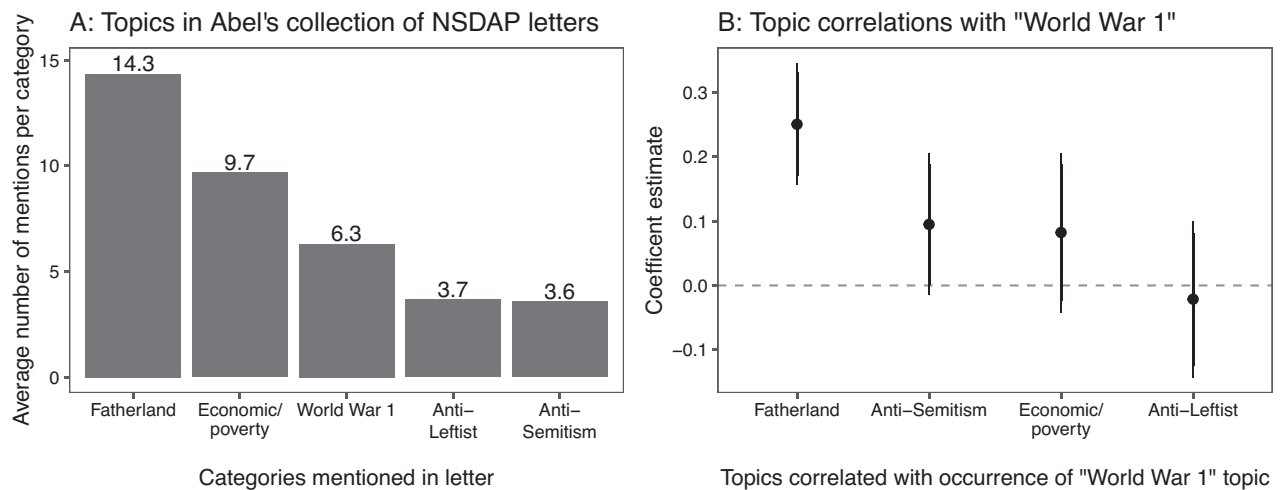 A: Topics in Abel's collection of NSDAP letters
Average number of mentions per category
15
10
5
0
14.3
9.7
6.3
3.7
3.6
Fatherland
Economic/
poverty
World War 1
Anti−
Leftist
Anti−
Semitism
Categories mentioned in letter
B: Topic correlations with "World War 1"
Coefficent estimate
0.3
0.2
0.1
0.0
−0.1
Fatherland
Anti−Semitism
Economic/
poverty
Anti−Leftist
Topics correlated with occurrence of "World War 1" topic